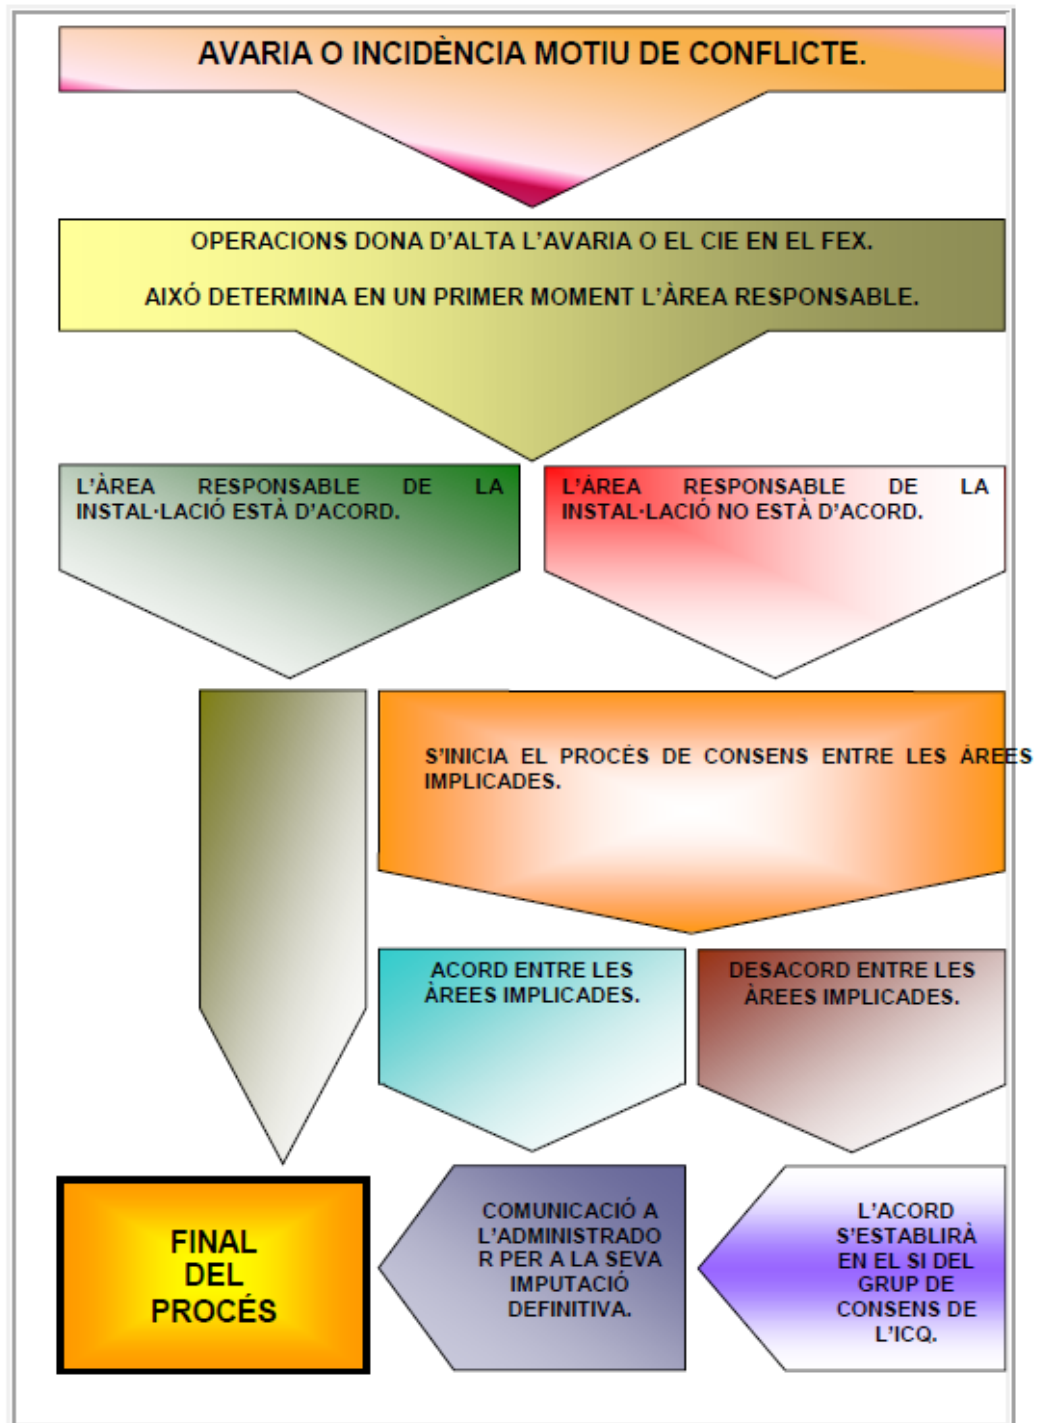 AVARIA O INCIDÈNCIA MOTIU DE CONFLICTE.
OPERACIONS DONA D'ALTA L'AVARIA O EL CIE EN EL FEX.
AIXÓ DETERMINA EN UN PRIMER MOMENT L'ÀREA RESPONSABLE.
L'ÀREA RESPONSABLE DE LA
INSTAL·LACIÓ ESTÀ D'ACORD.
L'ÀREA RESPONSABLE DE LA
INSTAL·LACIÓ NO ESTÀ D'ACORD.
S'INICIA EL PROCÉS DE CONSENS ENTRE LES ÀREES
IMPLICADES.
ACORD ENTRE LES
ÀREES IMPLICADES.
DESACORD ENTRE LES
ÀREES IMPLICADES.
FINAL
DEL
PROCÉS
COMUNICACIÓ A
L'ADMINISTRADO
R PER A LA SEVA
IMPUTACIÓ
DEFINITIVA.
L'ACORD
S'ESTABLIRÀ
EN EL SI DEL
GRUP DE
CONSENS DE
L'ICQ.